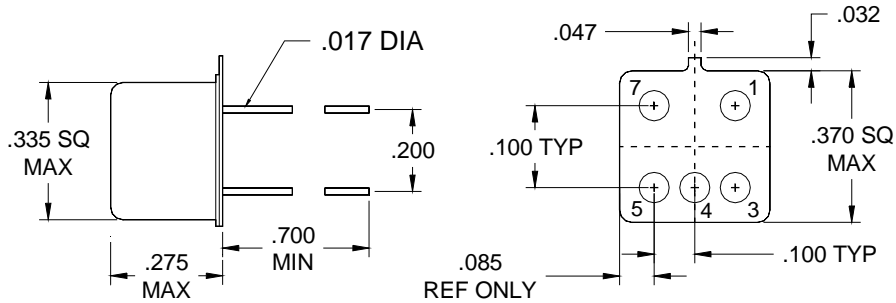 .017 DIA
.335 SQ
MAX
.200
.275
MAX
.700
MIN
.047
.032
7
1
.100 TYP
.370 SQ
MAX
5
4
3
.085
REF ONLY
.100 TYP